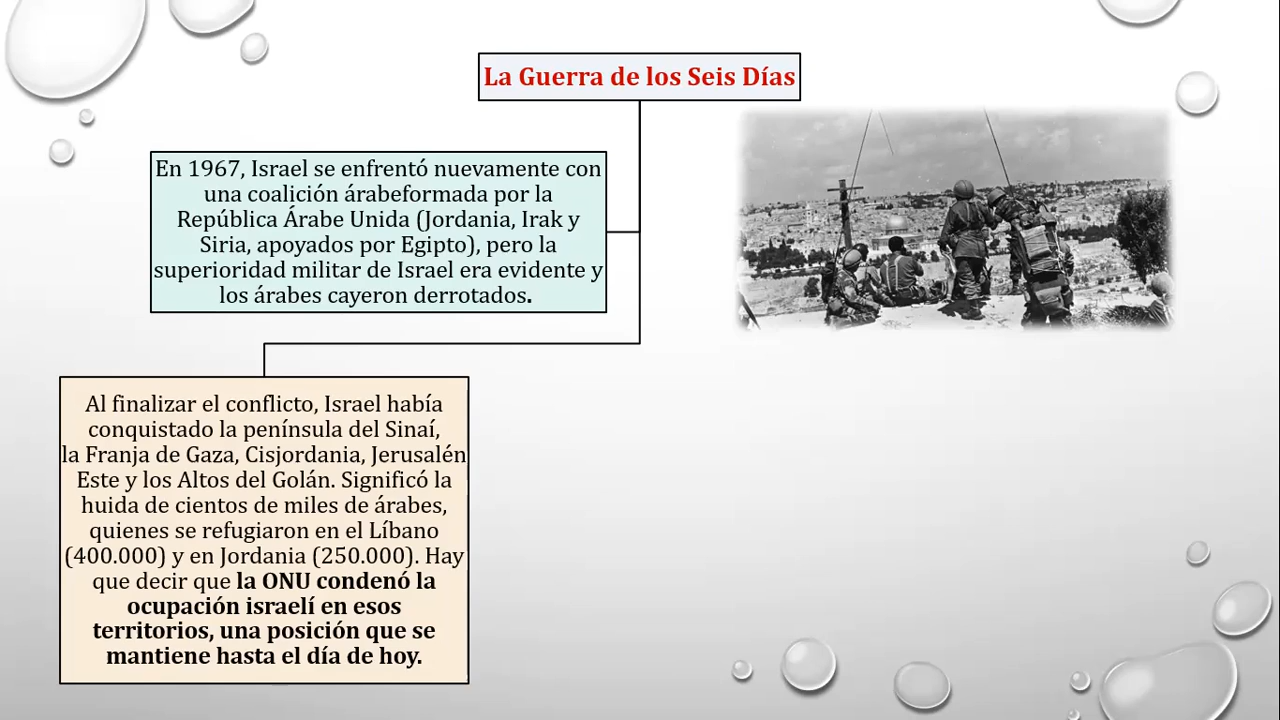 La Guerra de los Seis Días
En 1967, Israel se enfrentó nuevamente con
una coalición árabeformada por la
República Árabe Unida (Jordania, Irak y
Siria, apoyados por Egipto), pero la
superioridad militar de Israel era evidente y
los árabes cayeron derrotados.
Al finalizar el conflicto, Israel había
conquistado la península del Sinaí,
la Franja de Gaza, Cisjordania, Jerusalén
Este y los Altos del Golán. Significó la
huida de cientos de miles de árabes,
quienes se refugiaron en el Líbano
(400.000) y en Jordania (250.000). Hay
que decir que la ONU condenó la
ocupación israelí en esos
territorios, una posición que se
mantiene hasta el día de hoy.